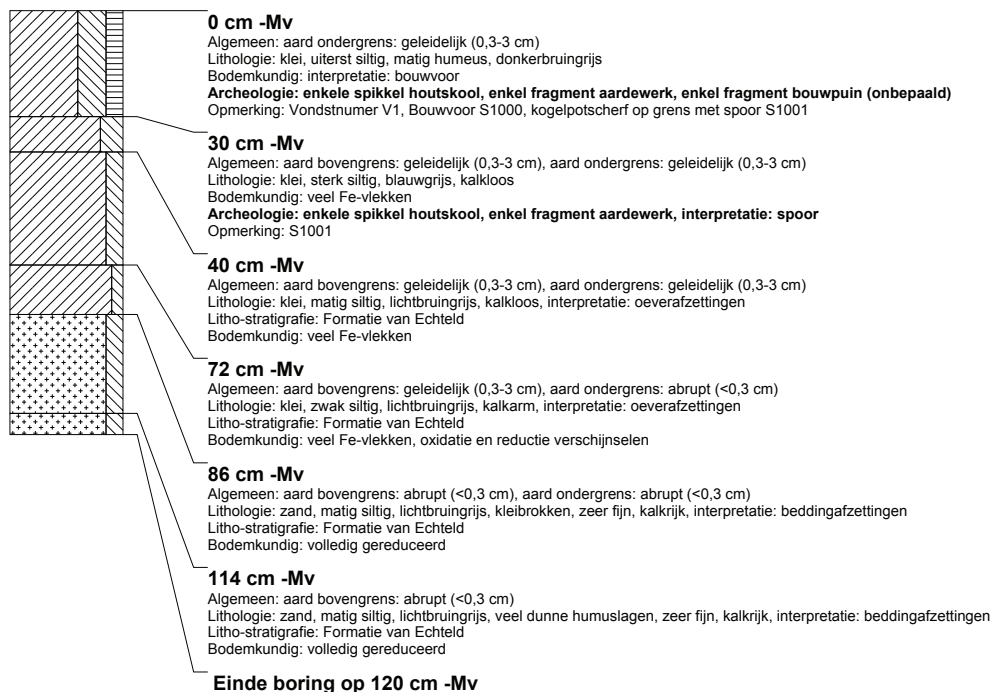 0 cm -Mv
Algemeen: aard ondergrens: geleidelijk (0,3-3 cm)
Lithologie: klei, uiterst siltig, matig humeus, donkerbruingrijs
Bodemkundig: interpretatie: bouwvoor
Archeologie: enkele spikkel houtskool, enkel fragment aardewerk, enkel fragment bouwpuin (onbepaald)
Opmerking: Vondstnumer V1, Bouwvoor S1000, kogelpotscherf op grens met spoor S1001
30 cm -Mv
Algemeen: aard bovengrens: geleidelijk (0,3-3 cm), aard ondergrens: geleidelijk (0,3-3 cm)
Lithologie: klei, sterk siltig, blauwgrijs, kalkloos
Bodemkundig: veel Fe-vlekken
Archeologie: enkele spikkel houtskool, enkel fragment aardewerk, interpretatie: spoor
Opmerking: S1001
40 cm -Mv
Algemeen: aard bovengrens: geleidelijk (0,3-3 cm), aard ondergrens: geleidelijk (0,3-3 cm)
Lithologie: klei, matig siltig, lichtbruingrijs, kalkloos, interpretatie: oeverafzettingen
Litho-stratigrafie: Formatie van Echteld
Bodemkundig: veel Fe-vlekken
72 cm -Mv
Algemeen: aard bovengrens: geleidelijk (0,3-3 cm), aard ondergrens: abrupt (<0,3 cm)
Lithologie: klei, zwak siltig, lichtbruingrijs, kalkarm, interpretatie: oeverafzettingen
Litho-stratigrafie: Formatie van Echteld
Bodemkundig: veel Fe-vlekken, oxidatie en reductie verschijnselen
86 cm -Mv
Algemeen: aard bovengrens: abrupt (<0,3 cm), aard ondergrens: abrupt (<0,3 cm)
Lithologie: zand, matig siltig, lichtbruingrijs, kleibrokken, zeer fijn, kalkrijk, interpretatie: beddingafzettingen
Litho-stratigrafie: Formatie van Echteld
Bodemkundig: volledig gereduceerd
114 cm -Mv
Algemeen: aard bovengrens: abrupt (<0,3 cm)
Lithologie: zand, matig siltig, lichtbruingrijs, veel dunne humuslagen, zeer fijn, kalkrijk, interpretatie: beddingafzettingen
Litho-stratigrafie: Formatie van Echteld
Bodemkundig: volledig gereduceerd
Einde boring op 120 cm -Mv